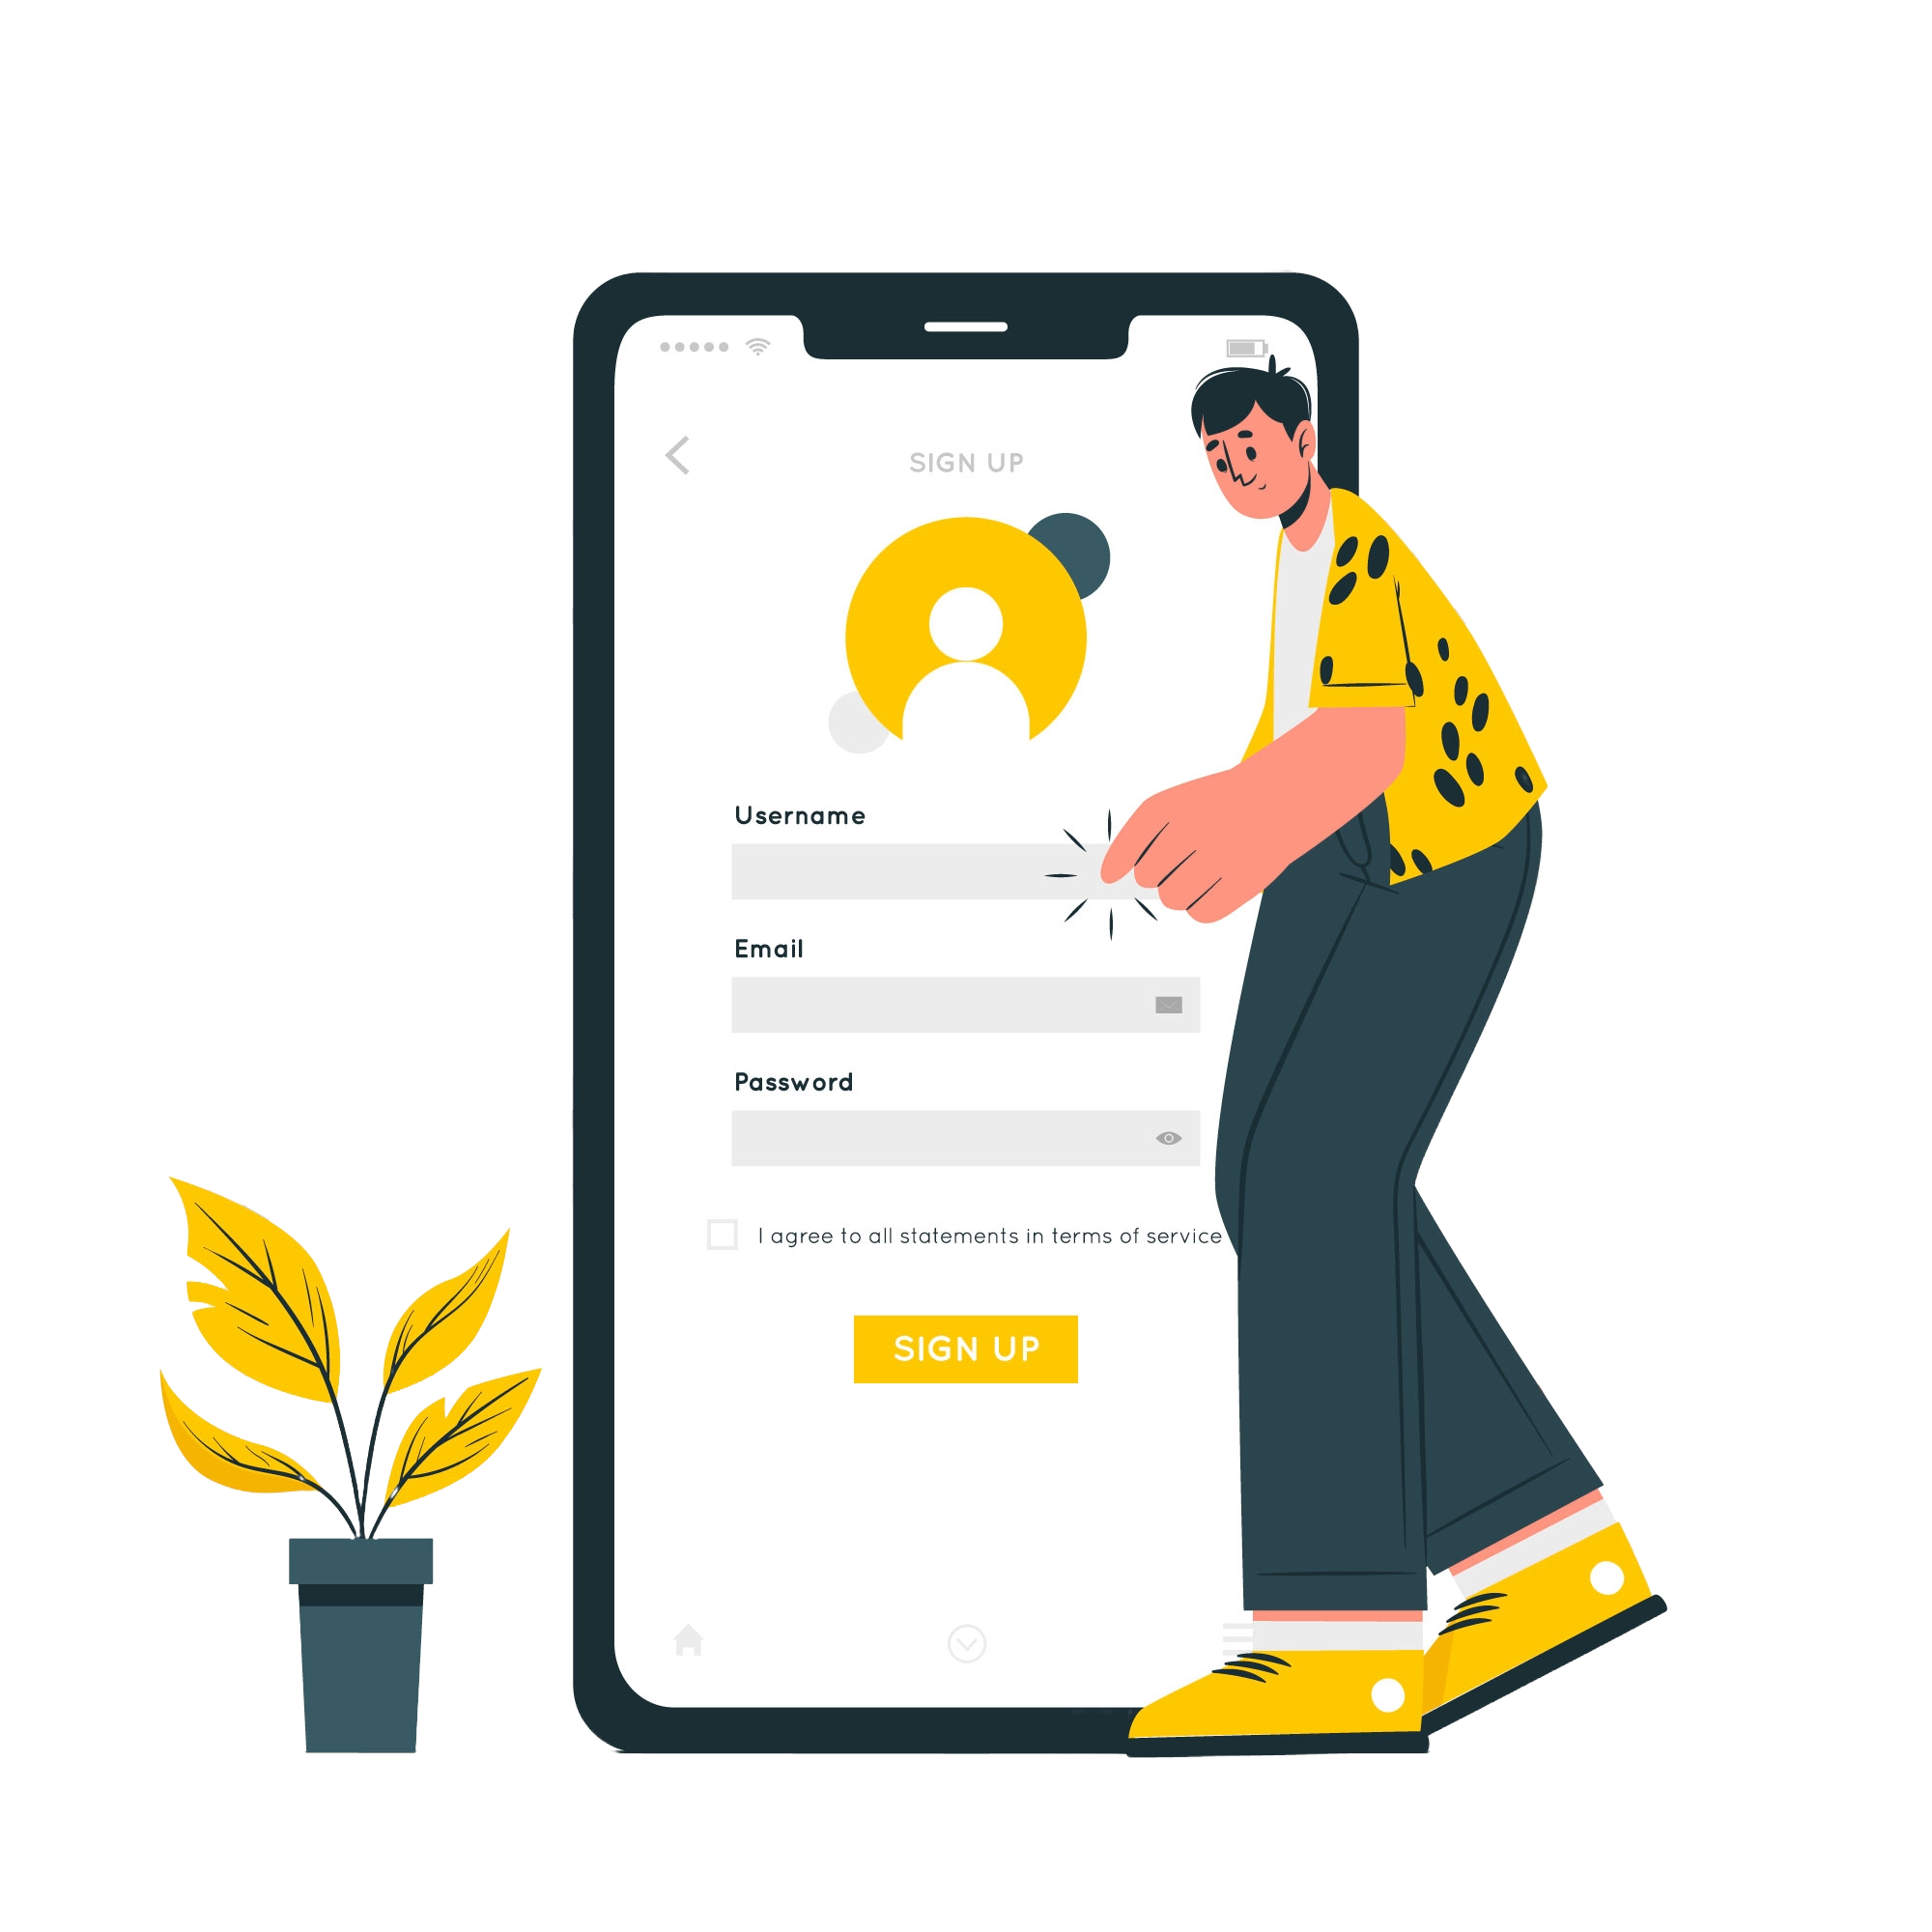 SIGN UP
Username
Email
Password
I agree to all statements in terms of service
SIGN UP